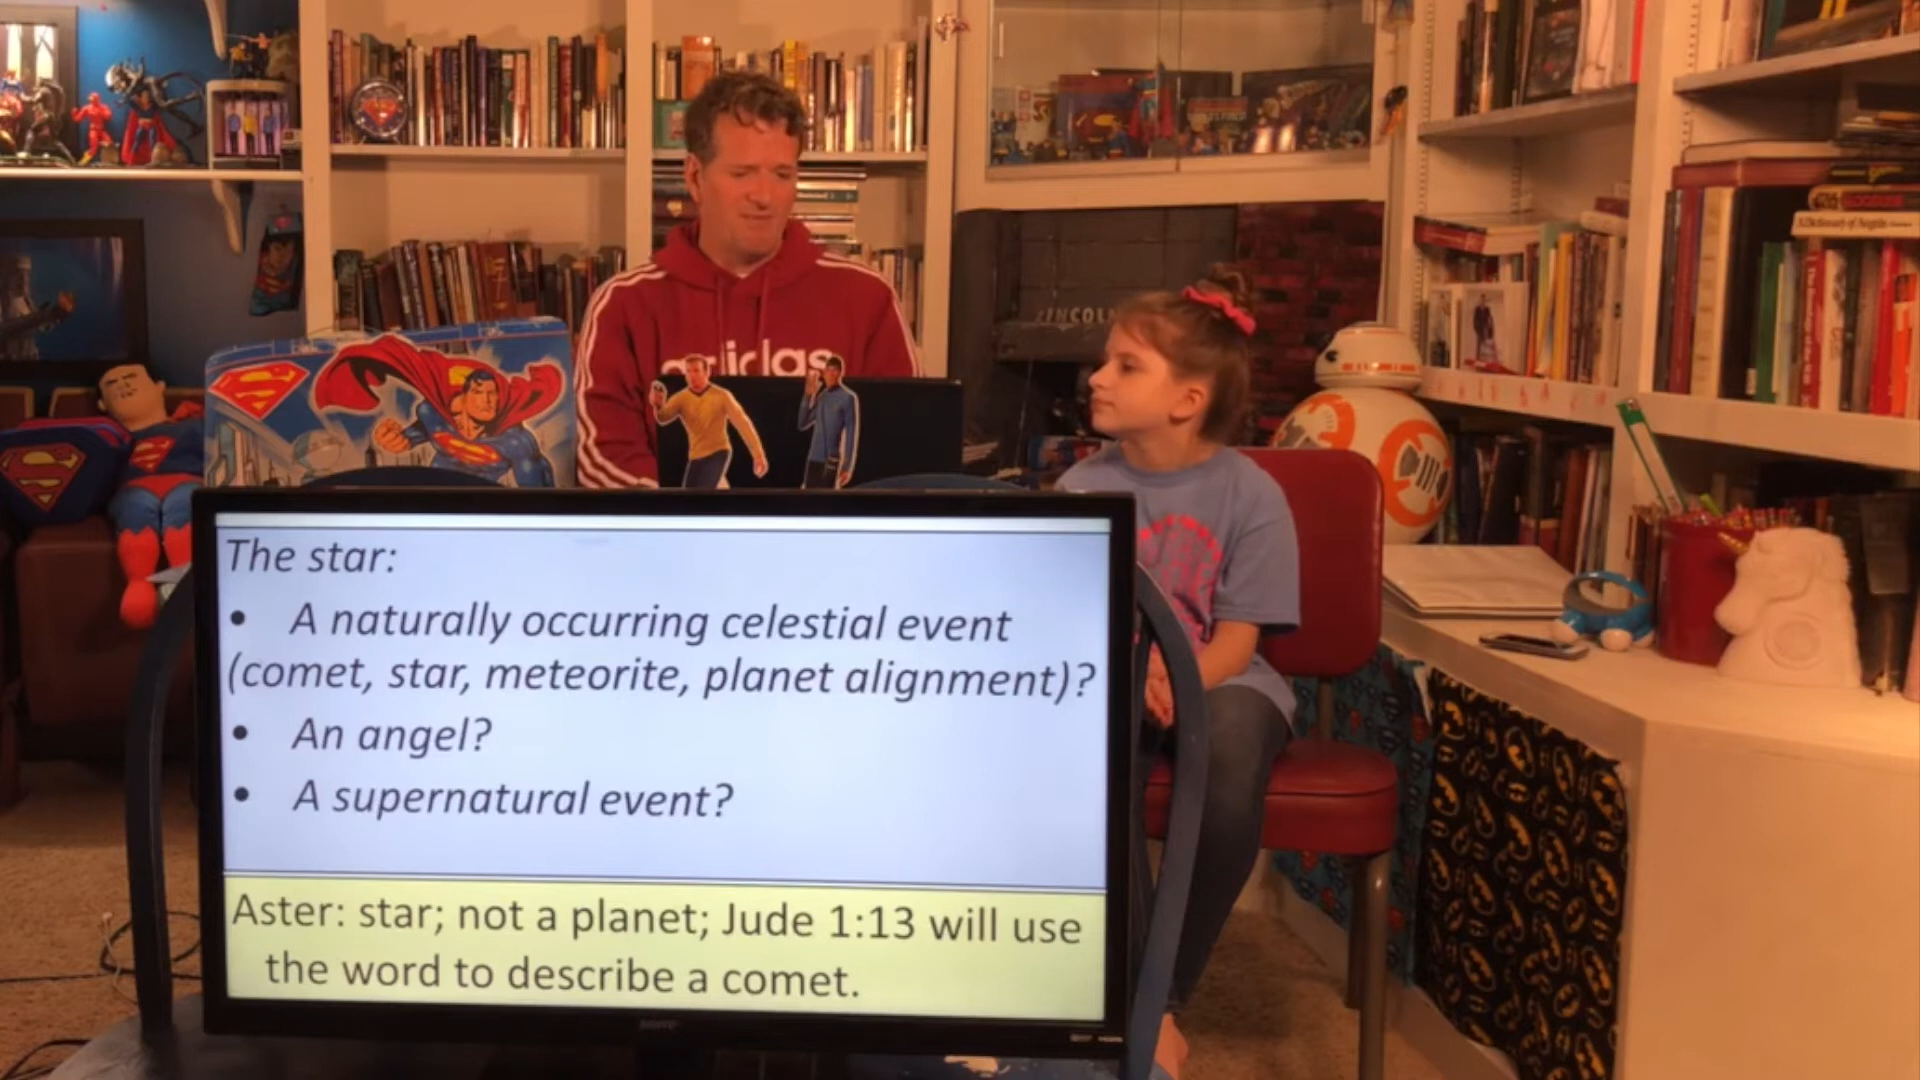 adidas
The star:
• A naturally occurring celestial event
(comet, star, meteorite, planet alignment)?
• An angel?
• A supernatural event?
Aster: star; not a planet; Jude 1:13 will use
the word to describe a comet.